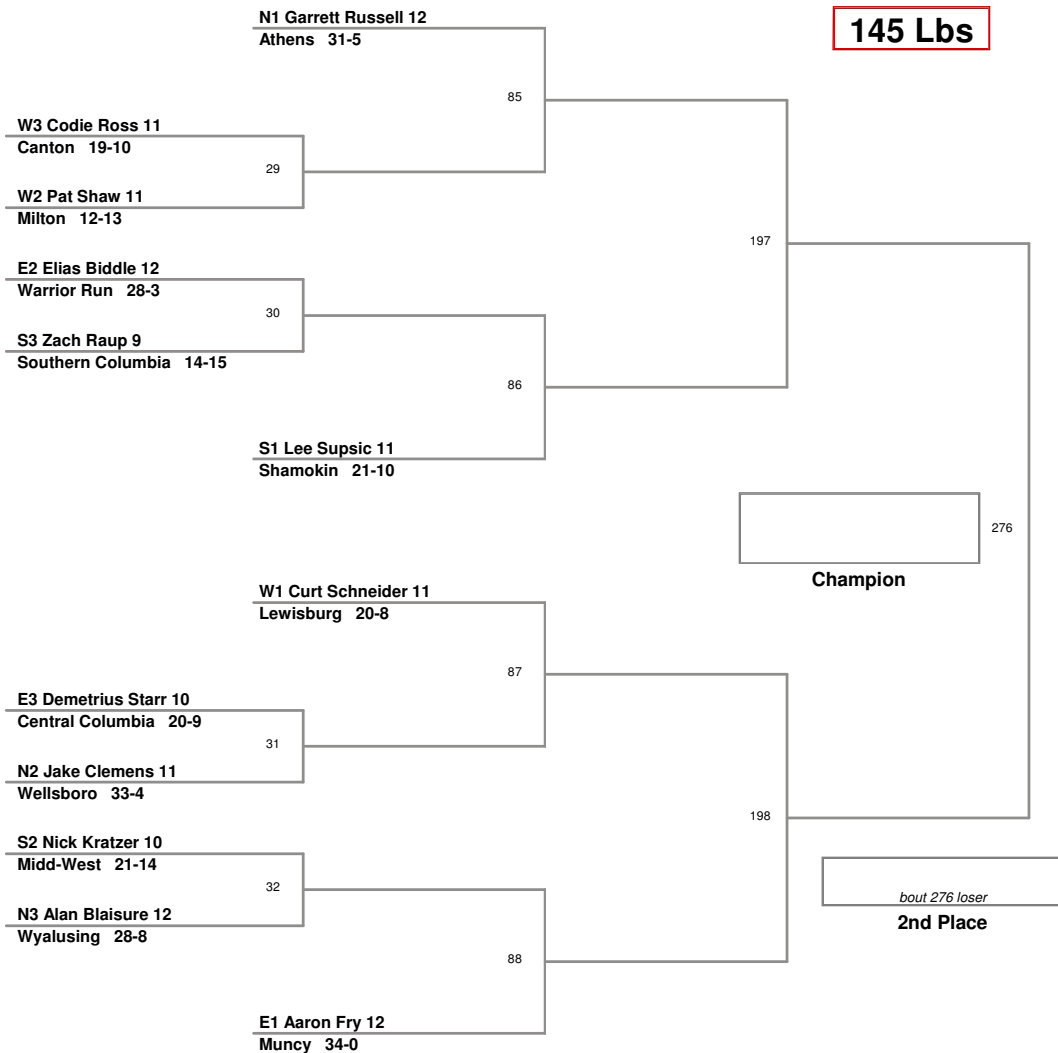 N1 Garrett Russell 12
145 Lbs
Athens 31-5
85
W3 Codie Ross 11
Canton 19-10
29
W2 Pat Shaw 11
Milton 12-13
197
E2 Elias Biddle 12
Warrior Run 28-3
30
S3 Zach Raup 9
Southern Columbia 14-15
86
S1 Lee Supsic 11
Shamokin 21-10
276
Champion
W1 Curt Schneider 11
Lewisburg 20-8
87
E3 Demetrius Starr 10
Central Columbia 20-9
31
N2 Jake Clemens 11
Wellsboro 33-4
198
S2 Nick Kratzer 10
Midd-West 21-14
32
bout 276 loser
N3 Alan Blaisure 12
2nd Place
Wyalusing 28-8
88
E1 Aaron Fry 12
Muncy 34-0